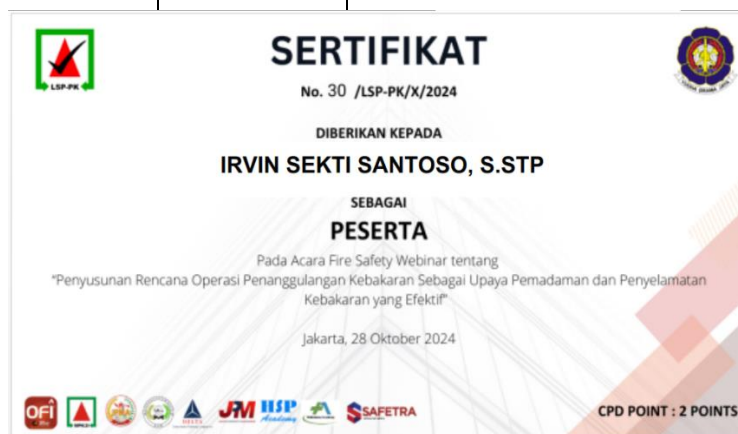 LSP-PK
SERTIFIKAT
No. 30 /LSP-PK/X/2024
DIBERIKAN KEPADA
IRVIN SEKTI SANTOSO, S.STP
SEBAGAI
PESERTA
Pada Acara Fire Safety Webinar tentang
"Penyusunan Rencana Operasi Penanggulangan Kebakaran Sebagai Upaya Pemadaman dan Penyelamatan
Kebakaran yang Efektif"
Jakarta, 28 Oktober 2024
OFI
DELTA
HSP
Academy
SAFETRA
CPD POINT : 2 POINTS